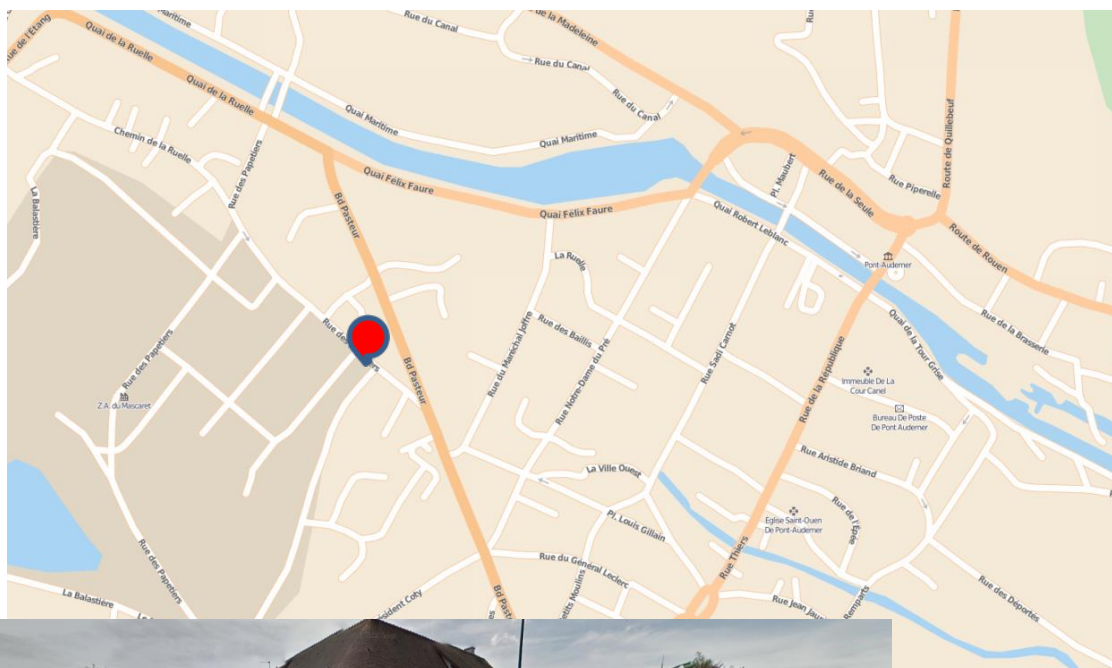 Rue de l'Étang
Quai de la Ruelle
Quai Maritime
Rue du Canal
Rue de la Madeleine
Rue du Canal
Rue du Canal
Quai de la Ruelle
Quai Maritime
Quai Maritime
Chemin de la Ruelle
Rue des Papetiers
La Balastière
Quai Félix Faure
Quai Félix Faure
Bd Pasteur
Pl. Maubert
Rue de la Seule
Rue Piperelle
Route de Quillebeuf
Route de Rouen
Quai Robert Leblanc
Pont-Audemer
La Ruelle
Rue des Baillis
Rue du Maréchal Joffre
Rue Notre-Dame du Pré
Rue Sadi Carnot
Rue de la République
Quai de la Tour Grise
Rue de la Brasserie
Rue des Papetiers
Z.A. du Mascaret
Bd Pasteur
Immeuble De La
Cour Canel
Bureau De Poste
De Pont Audemer
Rue Aristide Briand
La Ville Ouest
Pl. Louis Gillain
Eglise Saint-Ouen
De Pont-Audemer
Rue de l'Épée
Rue Thiers
Rue du Général Leclerc
Rue des Papetiers
La Balastière
Rue des Déportés